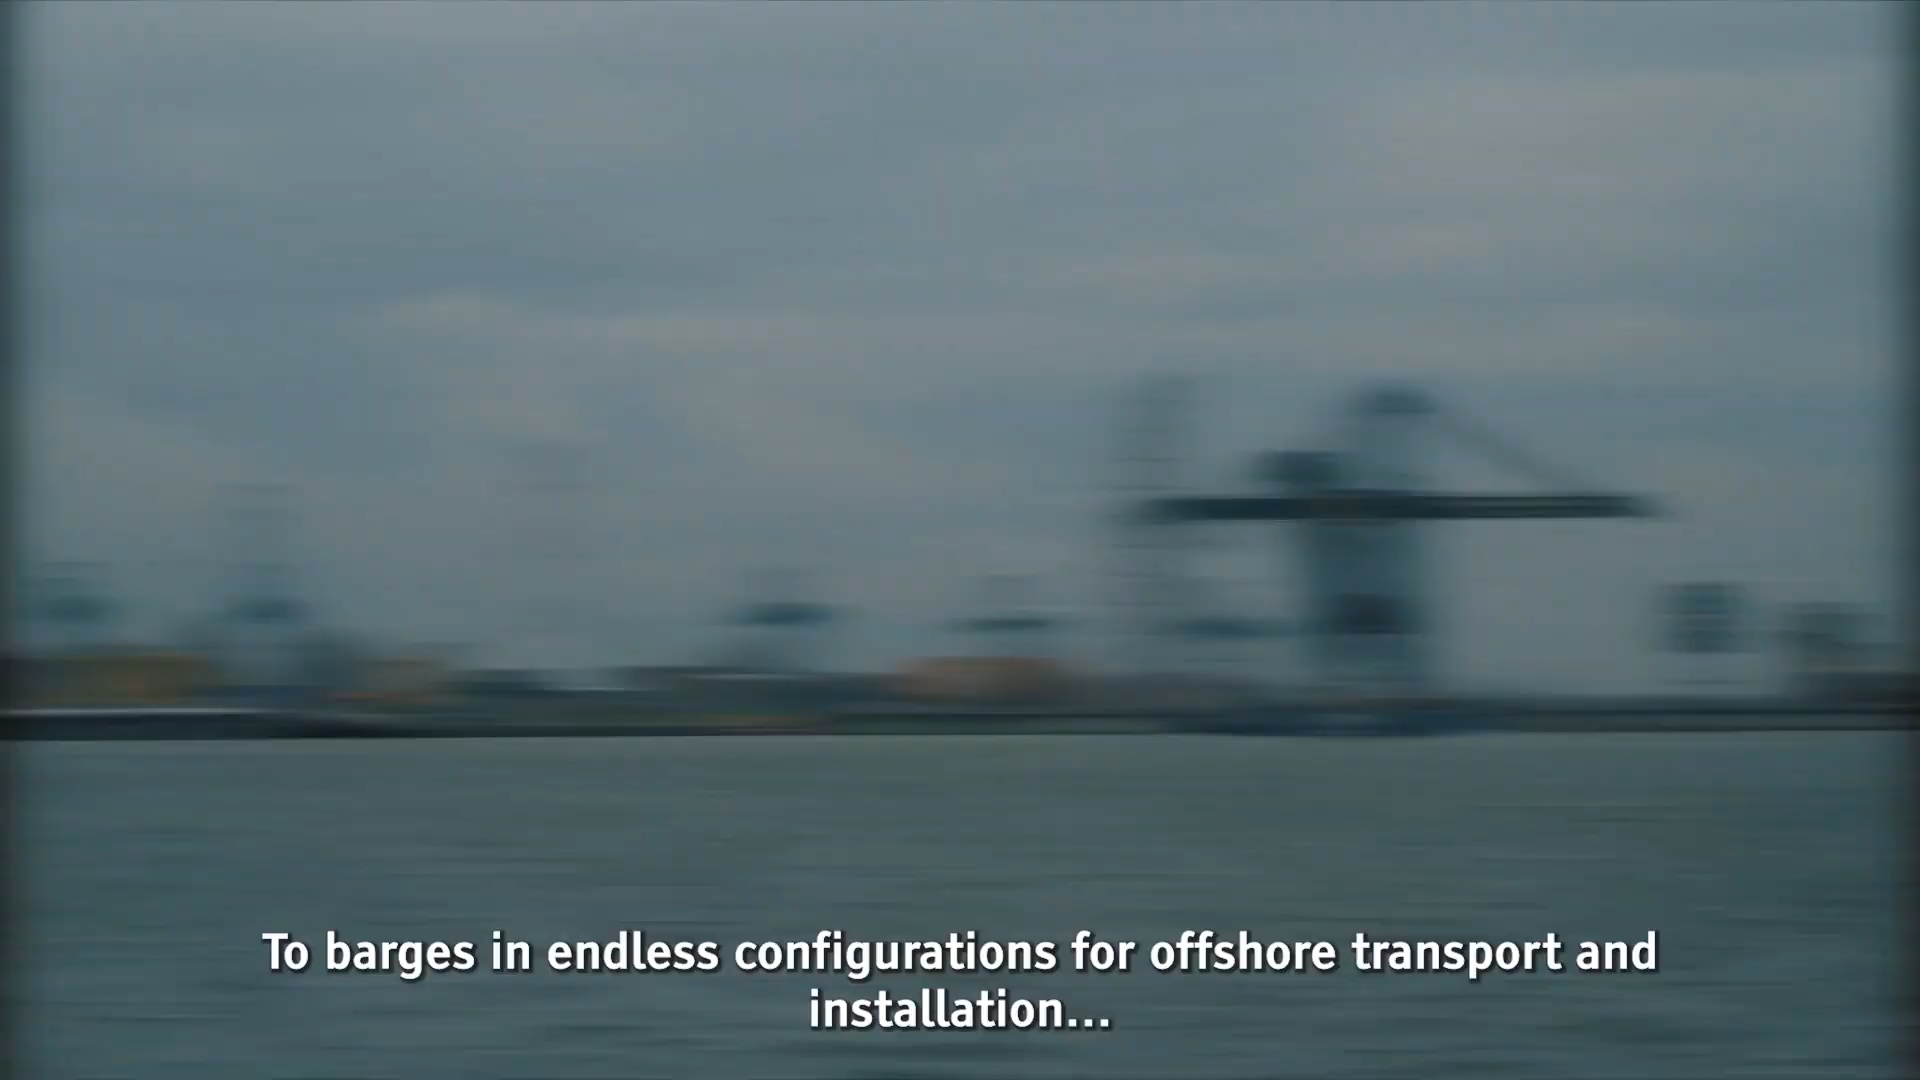 To barges in endless configurations for offshore transport and
installation...